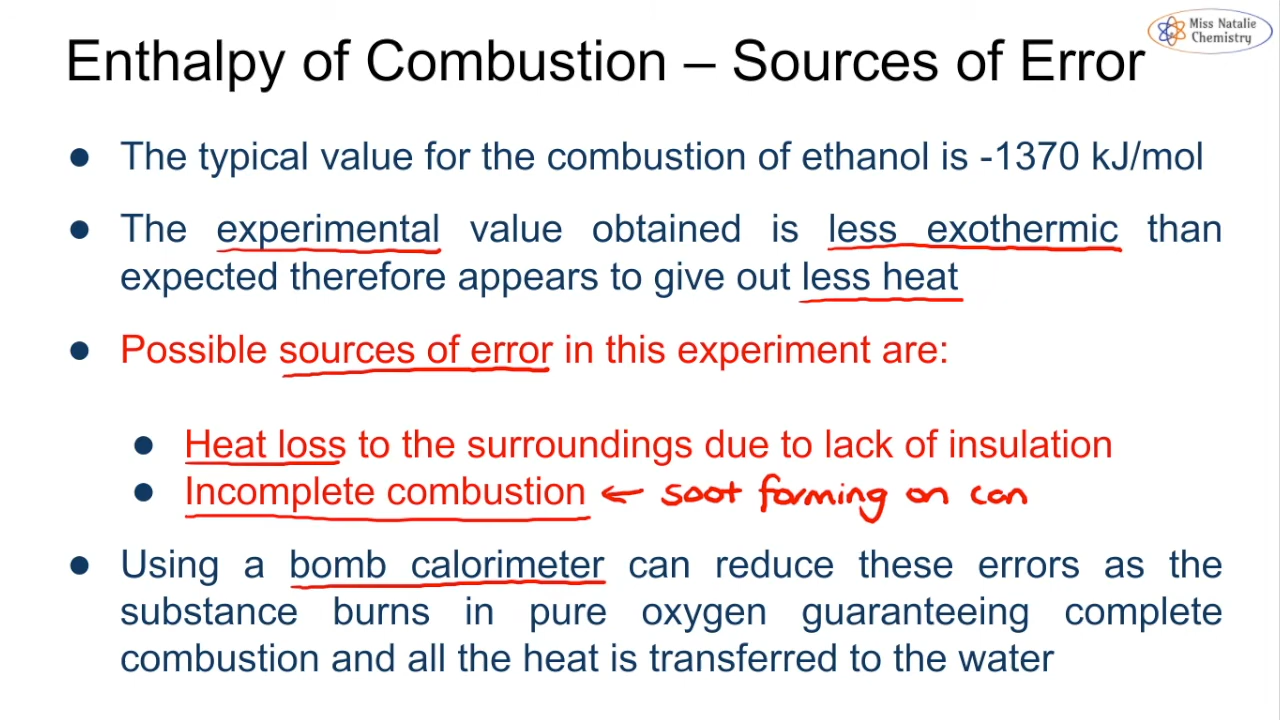 Miss Natalie
Chemistry
Enthalpy of Combustion – Sources of Error
● The typical value for the combustion of ethanol is -1370 kJ/mol
● The experimental value obtained is less exothermic than
expected therefore appears to give out less heat
● Possible sources of error in this experiment are:
● Heat loss to the surroundings due to lack of insulation
● Incomplete combustion ← soot forming on can
● Using a bomb calorimeter can reduce these errors as the
substance burns in pure oxygen guaranteeing complete
combustion and all the heat is transferred to the water